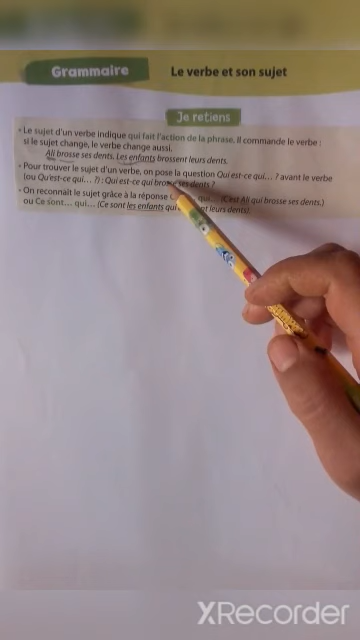 Grammaire
Le verbe et son sujet
Je retiens
• Le sujet d'un verbe indique qui fait l'action de la phrase. Il commande le verbe :
si le sujet change, le verbe change aussi.
Ali brosse ses dents. Les enfants brossent leurs dents.
• Pour trouver le sujet d'un verbe, on pose la question Qui est-ce qui... ? avant le verbe
(ou Qu'est-ce qui... ?) : Qui est-ce qui brosse ses dents ?
• On reconnait le sujet grâce à la réponse qui... (C'est Ali qui brosse ses dents.)
ou Ce sont... qui... (Ce sont les enfants qui leurs dents).
XRecorder